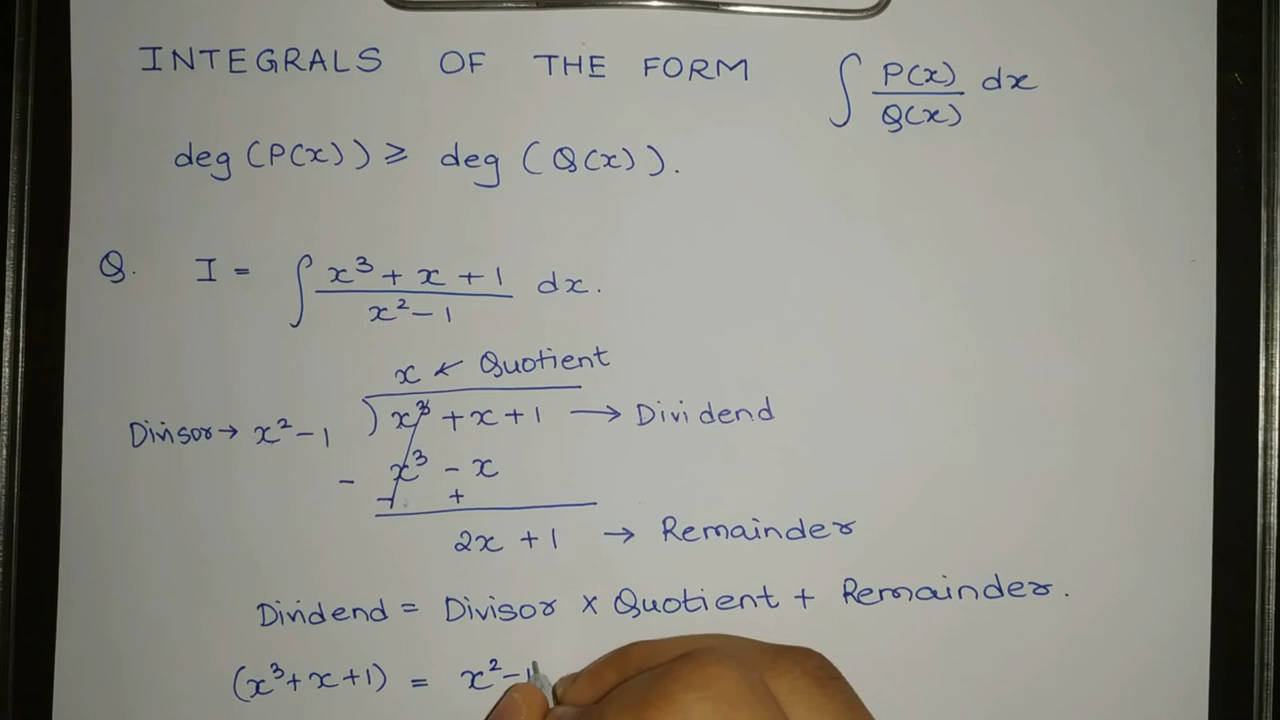 INTEGRALS OF THE FORM ∫ P(x)/Q(x) dx
deg (P(x)) ≥ deg (Q(x)).
Q. I = ∫ x³ + x + 1 / x² - 1 dx.
x ← Quotient
Divisor → x² - 1 ) x³ + x + 1 → Dividend
- x³ - x
- +
2x + 1 → Remainder
Dividend = Divisor × Quotient + Remainder.
(x³ + x + 1) = x² - 1